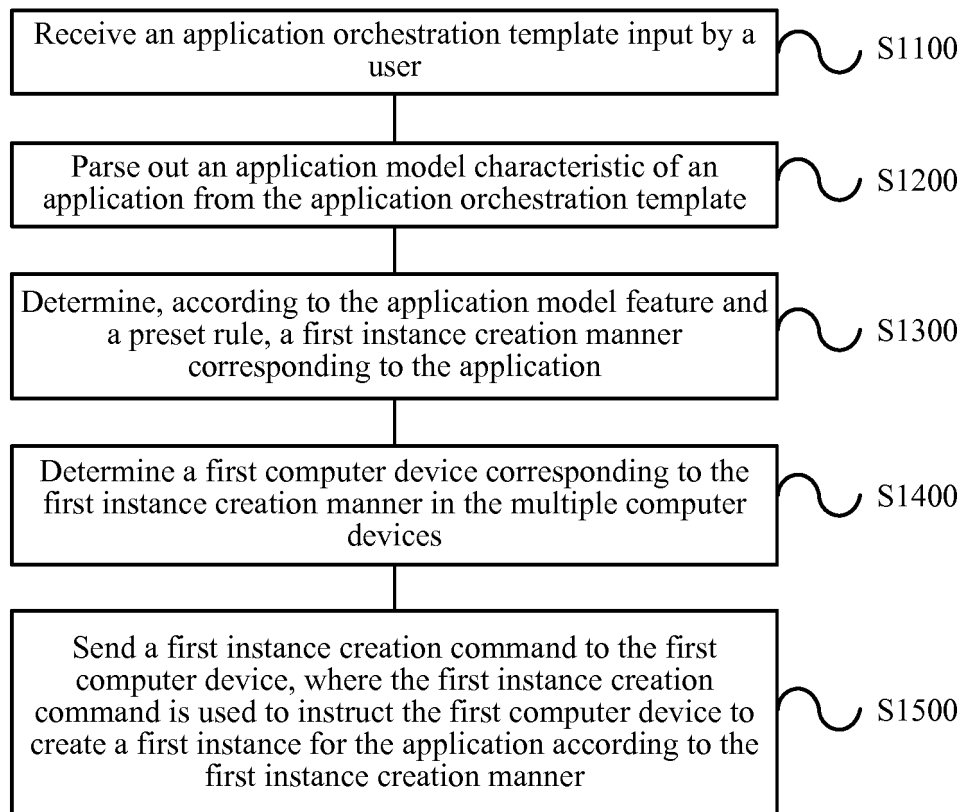 Receive an application orchestration template input by a
user
S1100
Parse out an application model characteristic of an
application from the application orchestration template
S1200
Determine, according to the application model feature and
a preset rule, a first instance creation manner
corresponding to the application
S1300
Determine a first computer device corresponding to the
first instance creation manner in the multiple computer
devices
S1400
Send a first instance creation command to the first
computer device, where the first instance creation
command is used to instruct the first computer device to
create a first instance for the application according to the
first instance creation manner
S1500